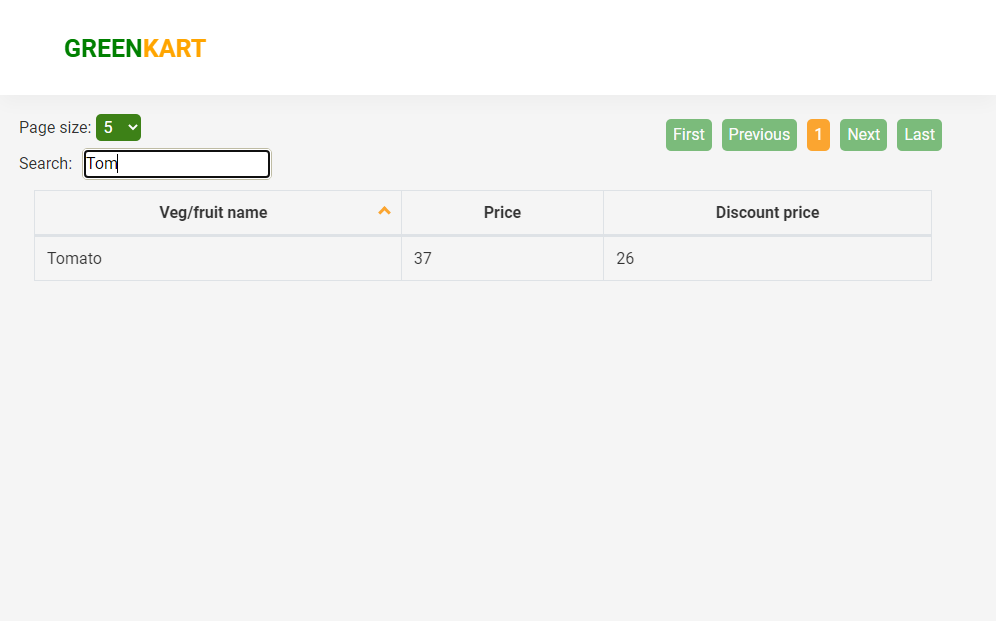 GREENKART
Page size: 5
First Previous 1 Next Last
Search: Tom
Veg/fruit name Price Discount price
Tomato 37 26